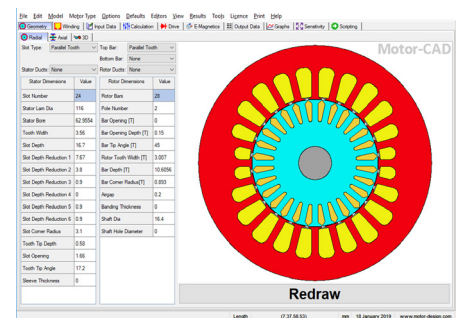 File Edit Model Motor Type Options Defaults Editors View Results Tools Licence Print Help
Geometry Winding Input Data Calculation Drive E-Magnetics Output Data Graphs Sensitivity Scripting
Radial Axial 3D
Slot Type: Parallel Tooth Top Bar: Parallel Tooth
Bottom Bar: None
Stator Ducts: None Rotor Ducts: None
Motor-CAD
Stator Dimensions Value Rotor Dimensions Value
Slot Number 24 Rotor Bars 28
Stator Lam Dia 116 Pole Number 2
Stator Bore 62.9554 Bar Opening [T] 0
Tooth Width 3.56 Bar Opening Depth [T] 0.15
Slot Depth 16.7 Bar Tip Angle [T] 45
Slot Depth Reduction 1 7.67 Rotor Tooth Width [T] 3.007
Slot Depth Reduction 2 3.8 Bar Depth [T] 10.6056
Slot Depth Reduction 3 0.9 Bar Corner Radius[T] 0.893
Slot Depth Reduction 4 0 Airgap 0.2
Slot Depth Reduction 5 0.9 Banding Thickness 0
Slot Depth Reduction 6 0.9 Shaft Dia 16.4
Slot Corner Radius 3.1 Shaft Hole Diameter 0
Tooth Tip Depth 0.58
Slot Opening 1.66
Tooth Tip Angle 17.2
Sleeve Thickness 0
Redraw
Length (7.37,58.53) mm 18 January 2019 www.motor-design.com